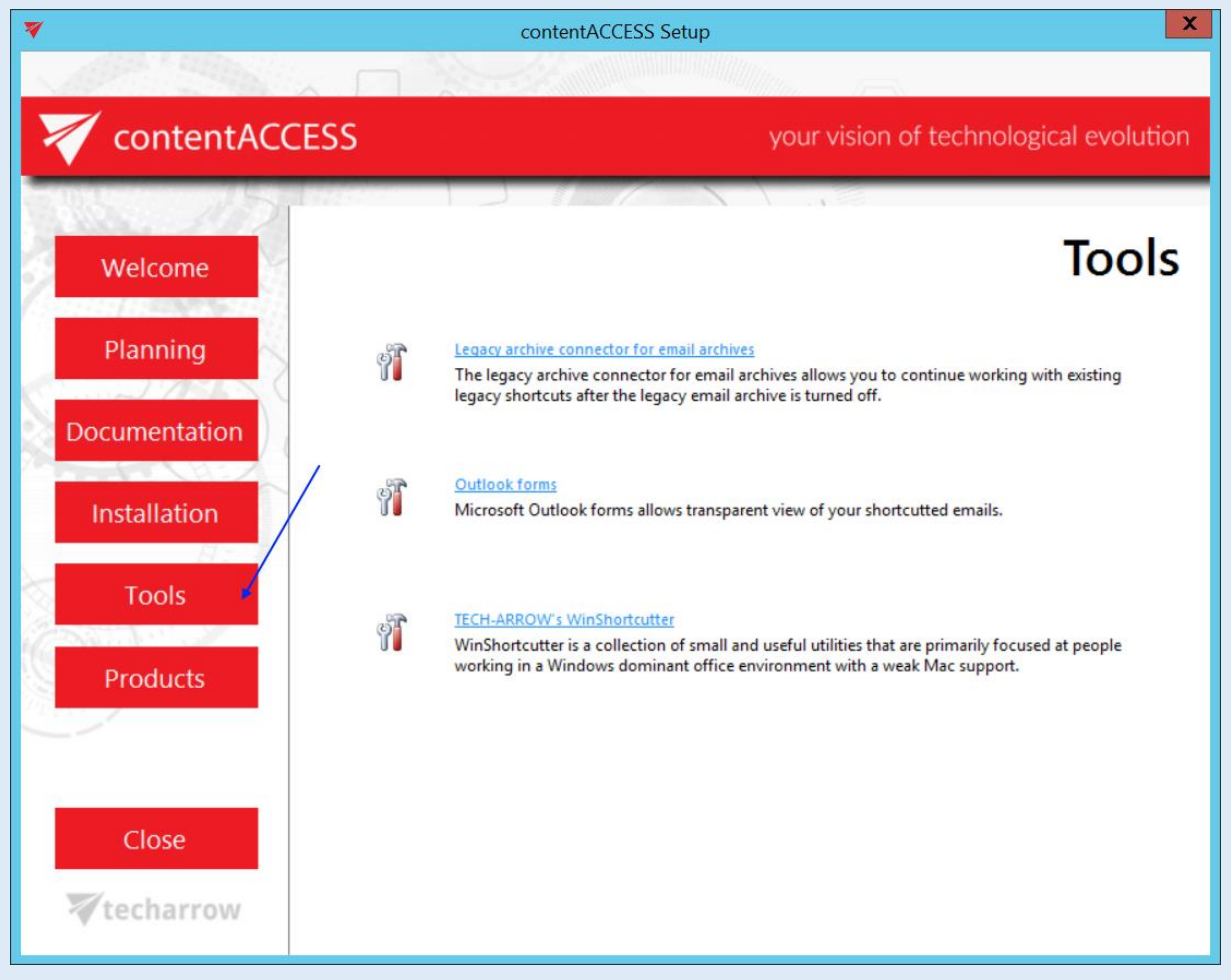 contentACCESS Setup
X
contentACCESS
your vision of technological evolution
Welcome
Planning
Documentation
Installation
Tools
Products
Close
techarrow
Tools
Legacy archive connector for email archives
The legacy archive connector for email archives allows you to continue working with existing
legacy shortcuts after the legacy email archive is turned off.
Outlook forms
Microsoft Outlook forms allows transparent view of your shortcutted emails.
TECH-ARROW's WinShortcutter
WinShortcutter is a collection of small and useful utilities that are primarily focused at people
working in a Windows dominant office environment with a weak Mac support.